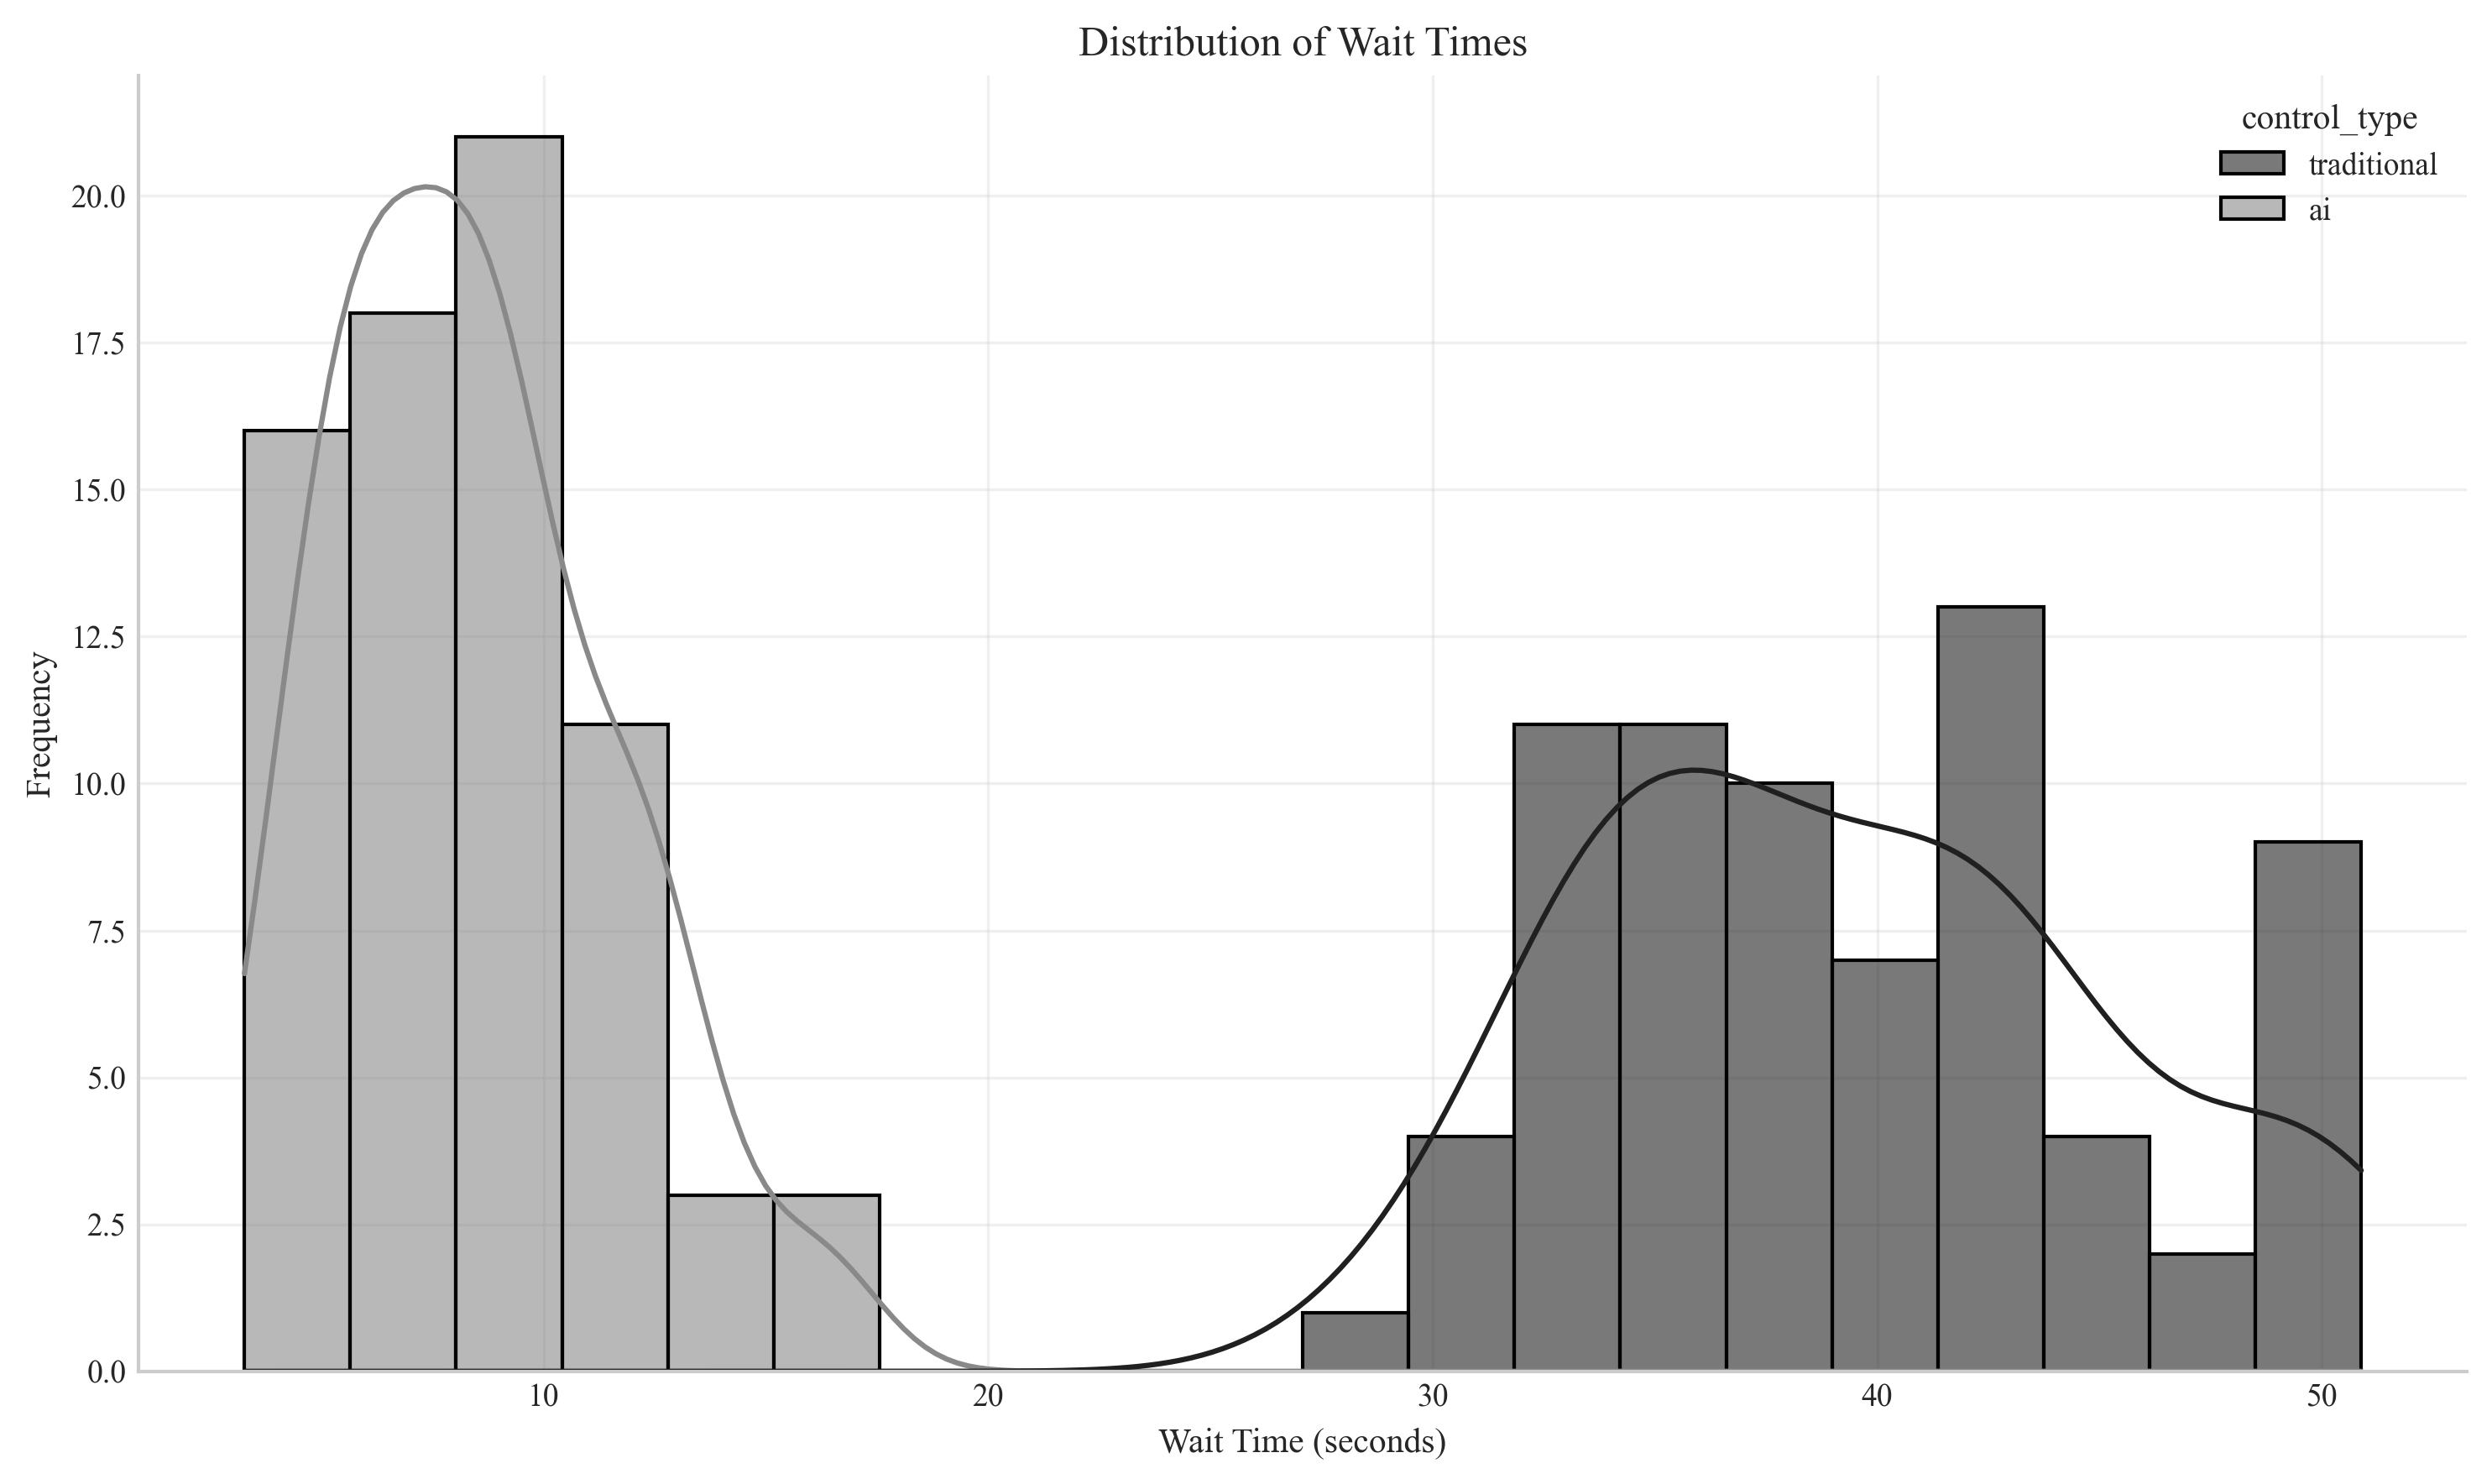 Distribution of Wait Times
control_type
traditional
ai
20.0
17.5
15.0
12.5
10.0
7.5
5.0
2.5
0.0
Frequency
10 20 30 40 50
Wait Time (seconds)